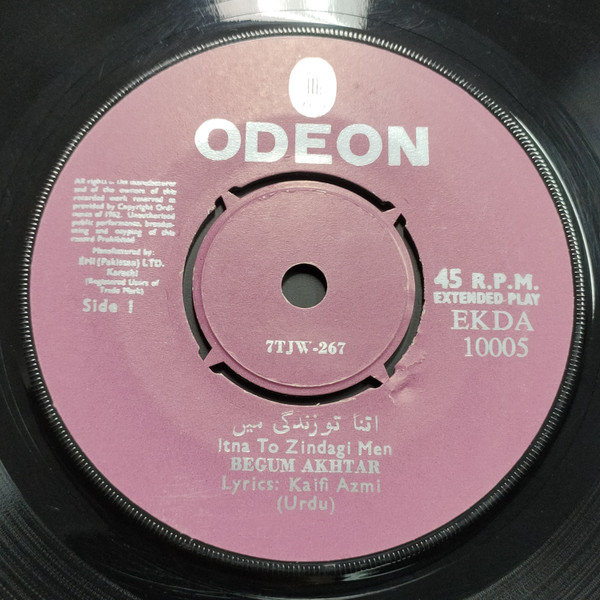 ODEON
All rights of the manufacturer
and of the owners of this
recorded work reserved as
provided by Copyright Ordi-
nance of 1962. Unauthorised
public performance, broadcas-
ting and copying of this
record Prohibited
Manufactured by:
EMI (Pakistan) LTD.
Karachi
(Registered Users of
Trade Mark)
Side 1
45 R.P.M.
EXTENDED PLAY
EKDA
10005
7TJW-267
اتنا تو زندگی میں
Itna To Zindagi Men
BEGUM AKHTAR
Lyrics: Kaifi Azmi
(Urdu)